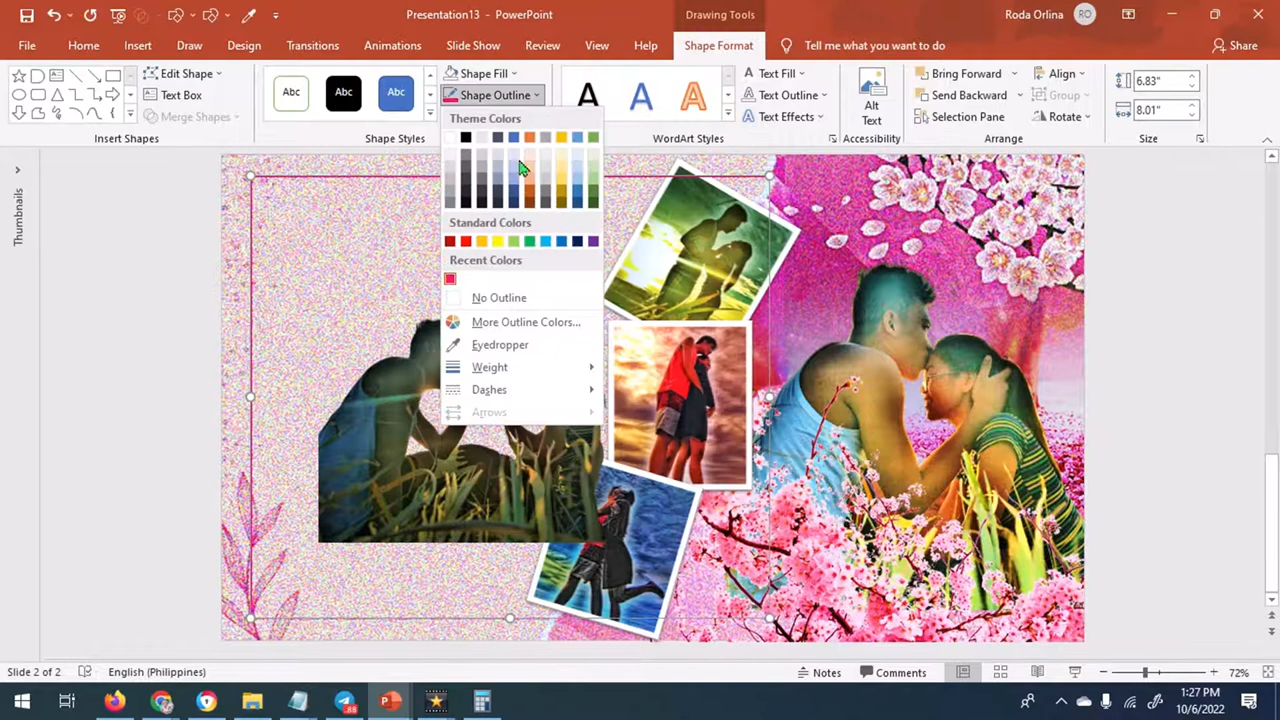 Presentation13 - PowerPoint
Drawing Tools
Roda Orlina
RO
File
Home
Insert
Draw
Design
Transitions
Animations
Slide Show
Review
View
Help
Shape Format
Tell me what you want to do
Share
Edit Shape
Text Box
Merge Shapes
Insert Shapes
Abc
Abc
Abc
Shape Styles
Shape Fill
Shape Outline
A
A
A
WordArt Styles
Text Fill
Text Outline
Text Effects
Alt
Text
Accessibility
Bring Forward
Send Backward
Selection Pane
Align
Group
Rotate
Arrange
6.83"
8.01"
Size
Theme Colors
Standard Colors
Recent Colors
No Outline
More Outline Colors...
Eyedropper
Weight
Dashes
Arrows
Thumbnails
Slide 2 of 2
English (Philippines)
Notes
Comments
72%
88
1:27 PM
10/6/2022